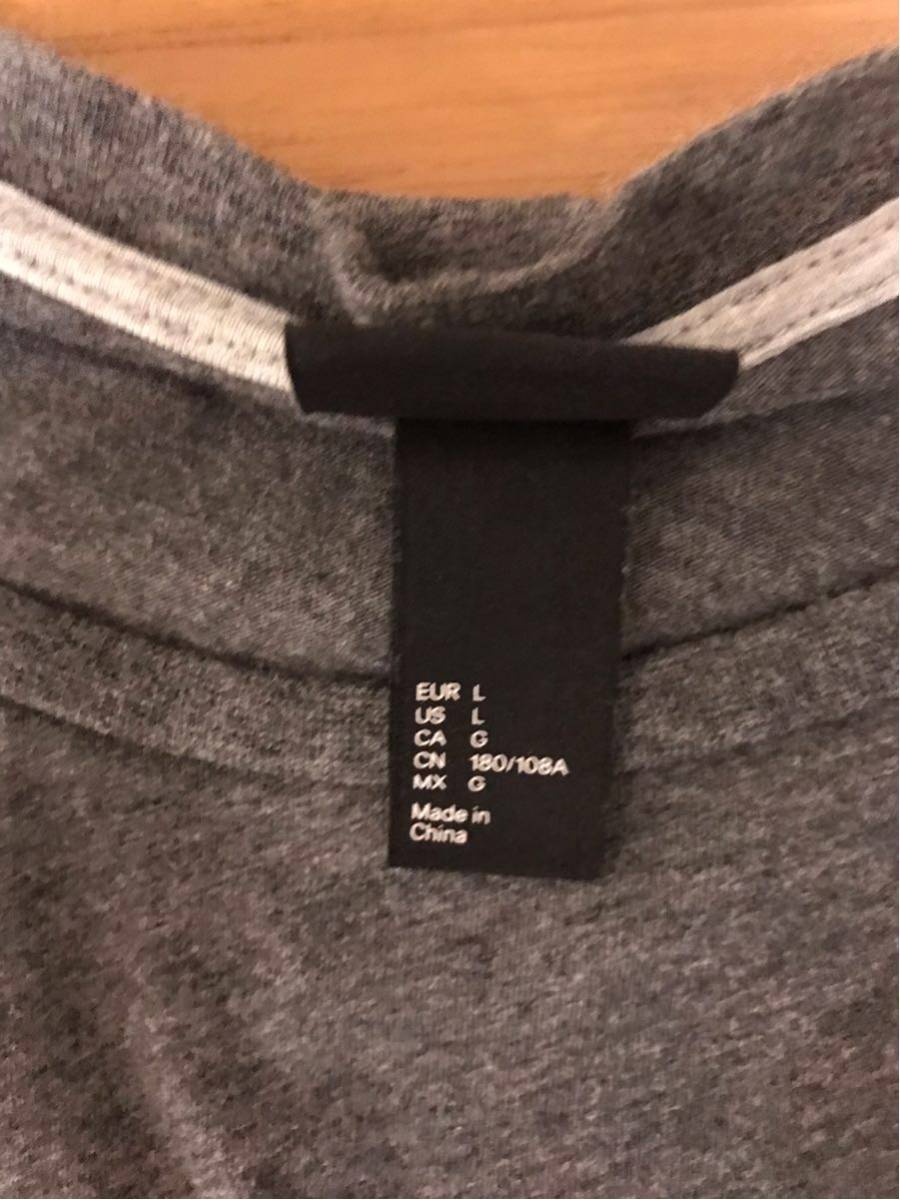 EUR L
US L
CA G
CN 180/108A
MX G
Made in
China